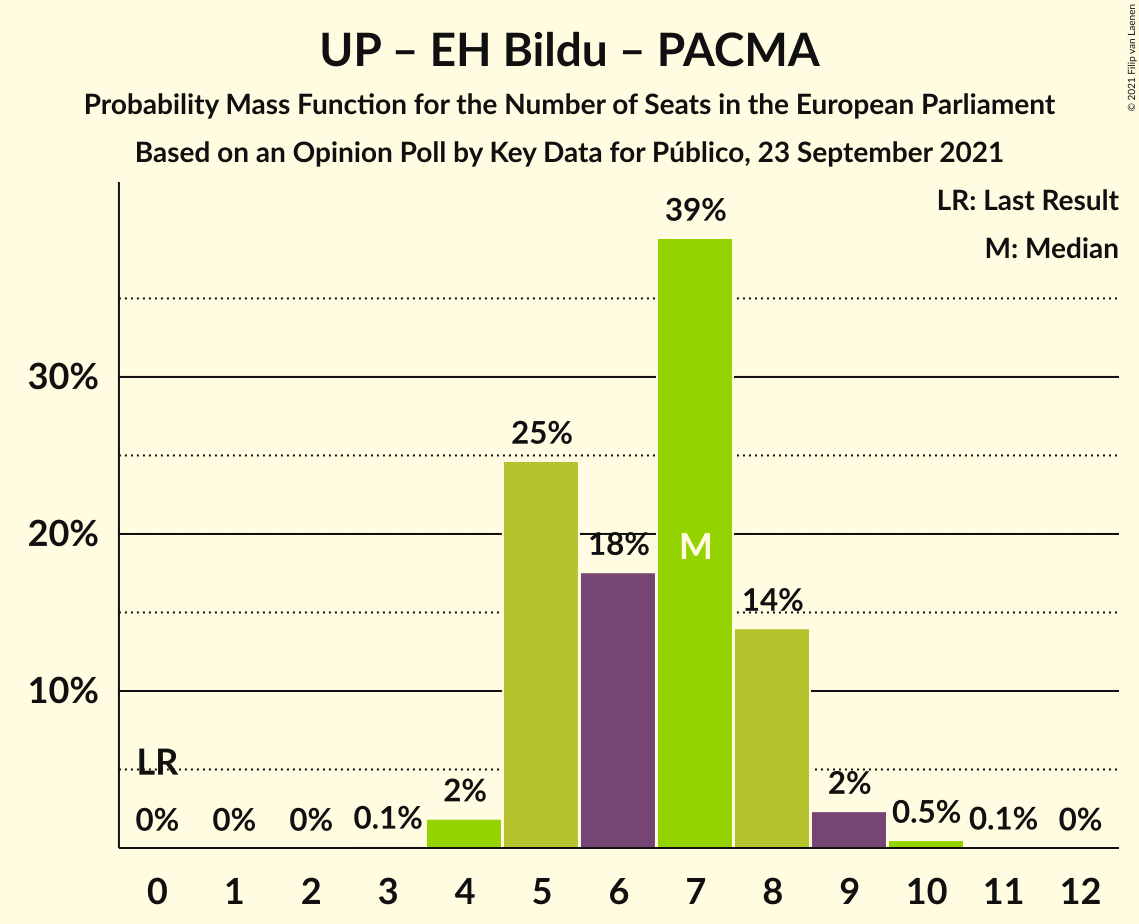 UP – EH Bildu – PACMA
Probability Mass Function for the Number of Seats in the European Parliament
Based on an Opinion Poll by Key Data for Público, 23 September 2021
© 2021 Filip van Laenen
LR: Last Result
M: Median
39%
30%
25%
20%
18%
M
14%
10%
LR
2%
2%
0%
0%
0%
0.1%
0.5%
0.1%
0%
0 1 2 3 4 5 6 7 8 9 10 11 12